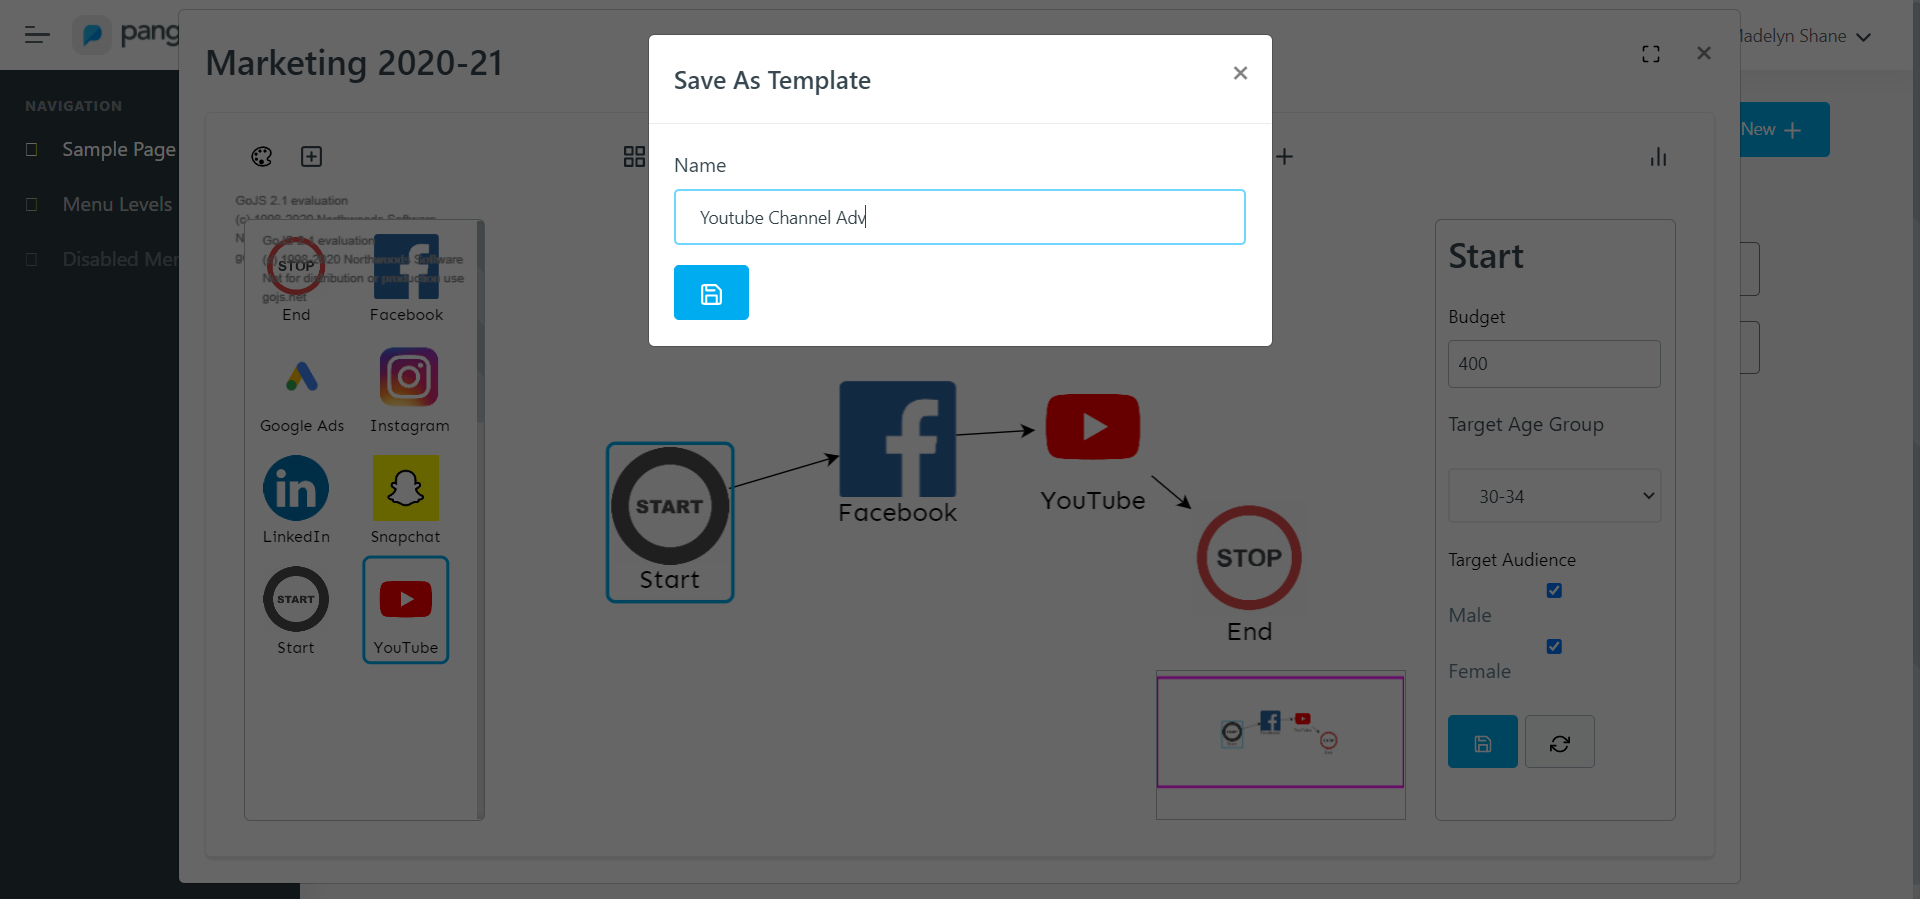 pang
Madelyn Shane
Marketing 2020-21
Save As Template
NAVIGATION
New
Sample Page
Menu Levels
Name
Youtube Channel Adv
GoJS 2.1 evaluation
(c) 1998-2020 Northwoods Software
GoJS 2.1 evaluation
(c) 1998-2020 Northwoods Software
Not for distribution or production use
gojs.net
STOP
End
Facebook
Google Ads
Instagram
LinkedIn
Snapchat
START
Start
YouTube
START
Start
Facebook
YouTube
STOP
End
Start
Budget
400
Target Age Group
30-34
Target Audience
Male
Female